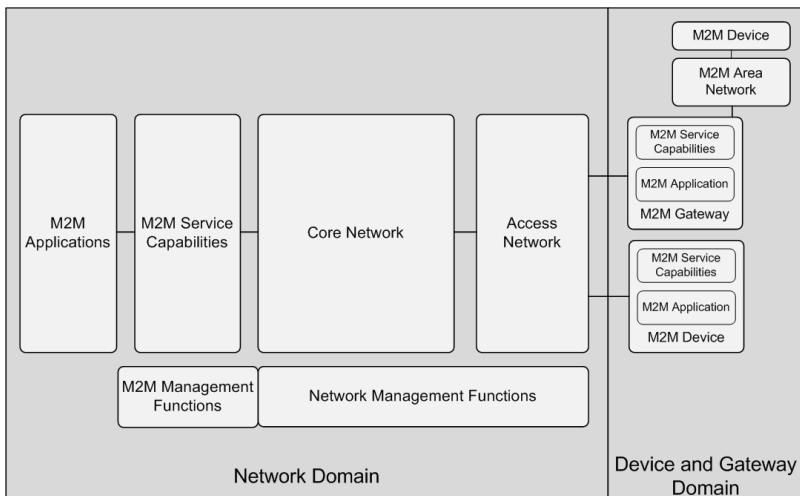 M2M Device
M2M Area
Network
M2M Service
Capabilities
M2M Application
M2M Gateway
M2M
Applications
M2M Service
Capabilities
Core Network
Access
Network
M2M Service
Capabilities
M2M Application
M2M Device
M2M Management
Functions
Network Management Functions
Network Domain
Device and Gateway
Domain